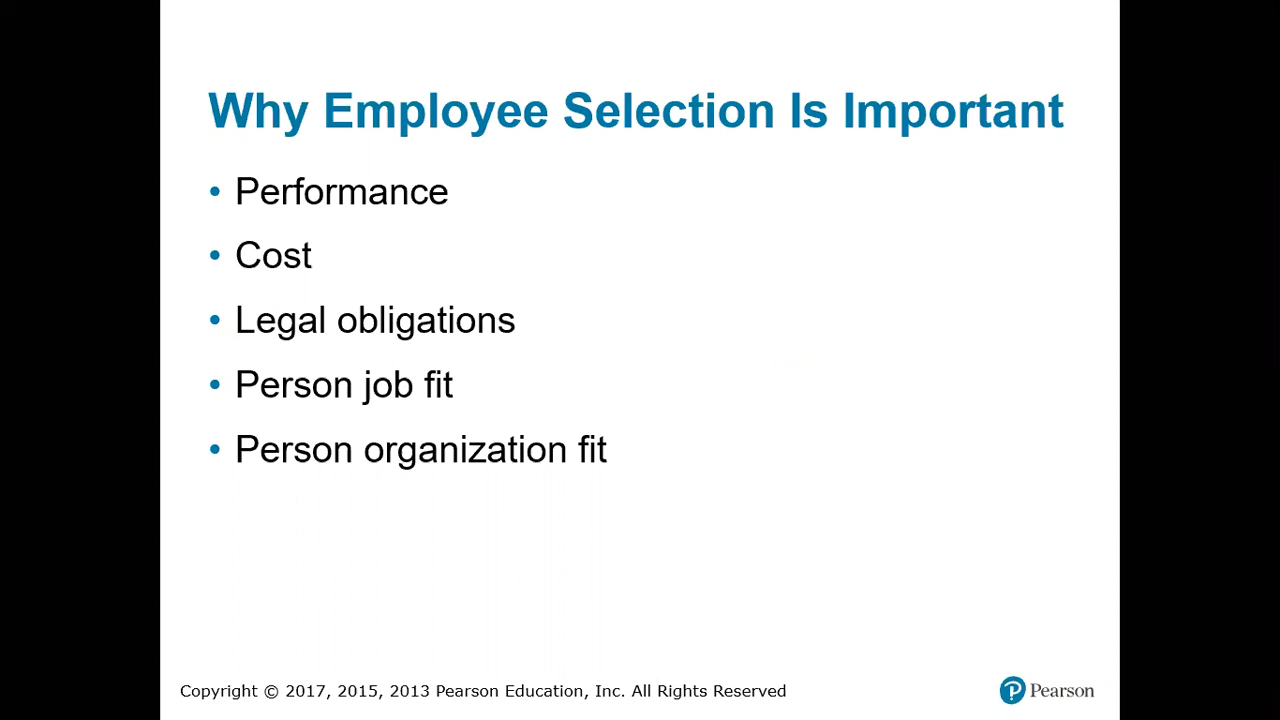 Why Employee Selection Is Important
• Performance
• Cost
• Legal obligations
• Person job fit
• Person organization fit
Copyright © 2017, 2015, 2013 Pearson Education, Inc. All Rights Reserved
Pearson